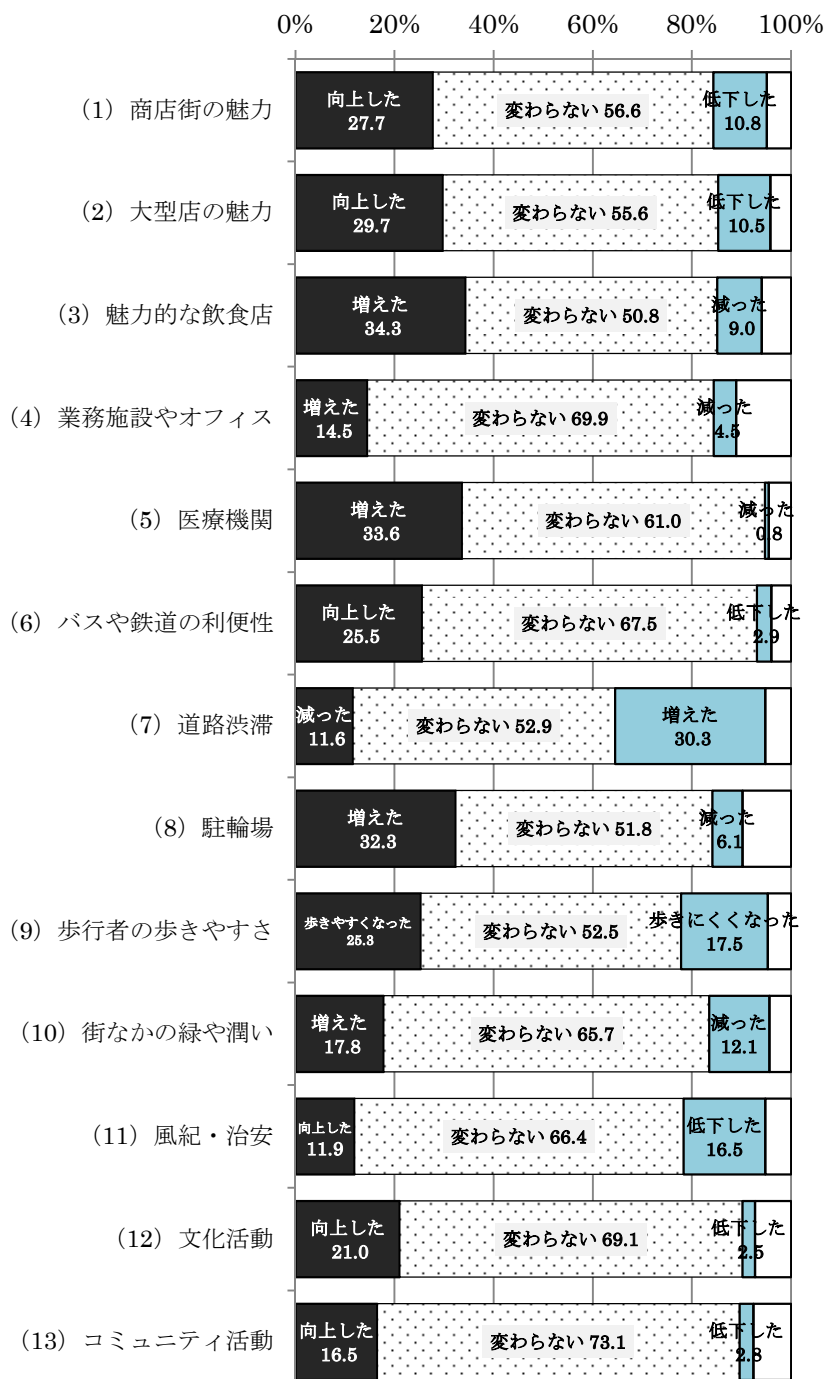 0% 20% 40% 60% 80% 100%
(1) 商店街の魅力
向上した
27.7
変わらない 56.6
低下した
10.8
(2) 大型店の魅力
向上した
29.7
変わらない 55.6
低下した
10.5
(3) 魅力的な飲食店
増えた
34.3
変わらない 50.8
減った
9.0
(4) 業務施設やオフィス
増えた
14.5
変わらない 69.9
減った
4.5
(5) 医療機関
増えた
33.6
変わらない 61.0
減った
0.8
(6) バスや鉄道の利便性
向上した
25.5
変わらない 67.5
低下した
2.9
(7) 道路渋滞
減った
11.6
変わらない 52.9
増えた
30.3
(8) 駐輪場
増えた
32.3
変わらない 51.8
減った
6.1
(9) 歩行者の歩きやすさ
歩きやすくなった
25.3
変わらない 52.5
歩きにくくなった
17.5
(10) 街なかの緑や潤い
増えた
17.8
変わらない 65.7
減った
12.1
(11) 風紀・治安
向上した
11.9
変わらない 66.4
低下した
16.5
(12) 文化活動
向上した
21.0
変わらない 69.1
低下した
2.5
(13) コミュニティ活動
向上した
16.5
変わらない 73.1
低下した
2.8